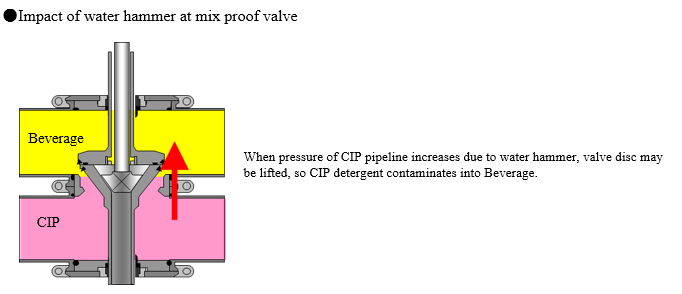 ●Impact of water hammer at mix proof valve
Beverage
When pressure of CIP pipeline increases due to water hammer, valve disc may
be lifted, so CIP detergent contaminates into Beverage.
CIP